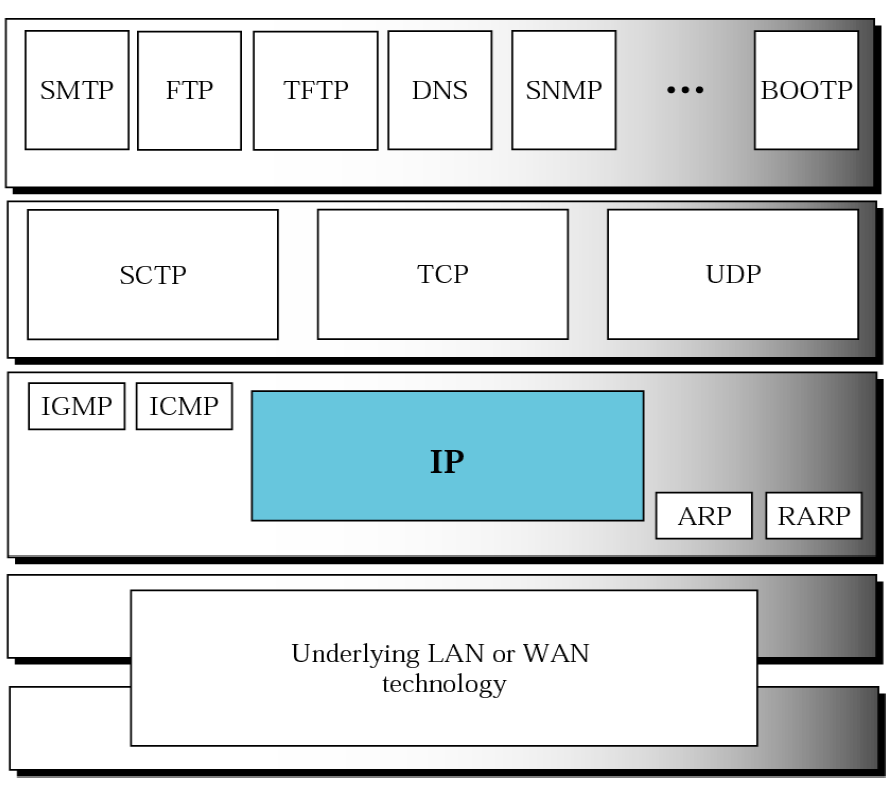 SMTP
FTP
TFTP
DNS
SNMP
...
BOOTP
SCTP
TCP
UDP
IGMP
ICMP
IP
ARP
RARP
Underlying LAN or WAN
technology